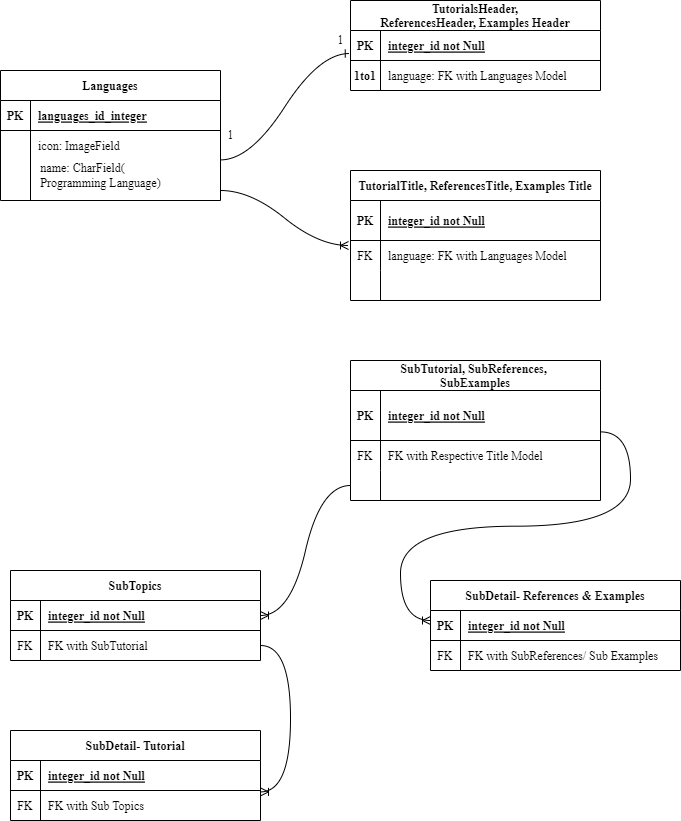 TutorialsHeader,
ReferencesHeader, Examples Header
PK integer_id not Null
1to1 language: FK with Languages Model
1
Languages
PK languages_id_integer
icon: ImageField
name: CharField(
Programming Language)
1
TutorialTitle, ReferencesTitle, Examples Title
PK integer_id not Null
FK language: FK with Languages Model
SubTutorial, SubReferences,
SubExamples
PK integer_id not Null
FK FK with Respective Title Model
SubTopics
PK integer_id not Null
FK FK with SubTutorial
SubDetail- References & Examples
PK integer_id not Null
FK FK with SubReferences/ Sub Examples
SubDetail- Tutorial
PK integer_id not Null
FK FK with Sub Topics